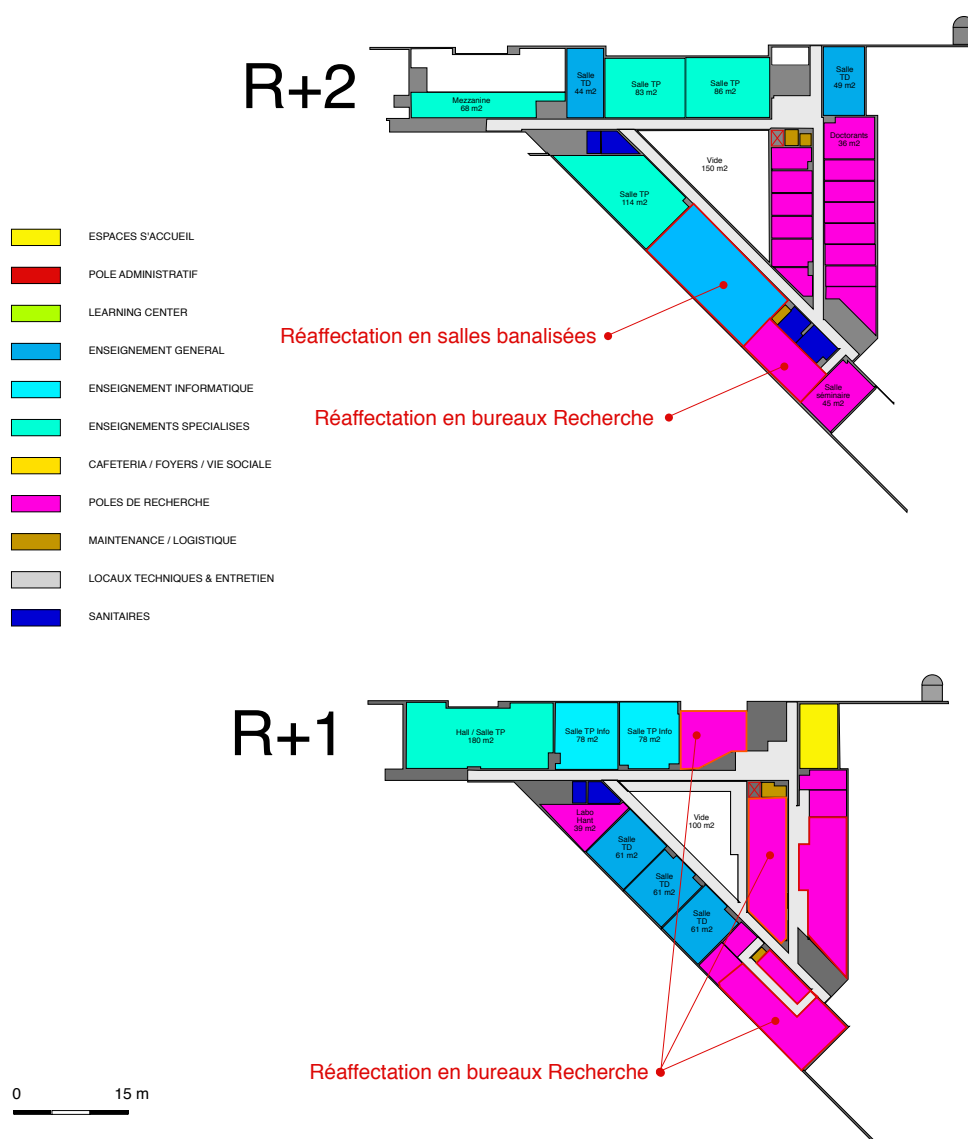 R+2
Salle
TD
44 m2
Salle TP
83 m2
Salle TP
86 m2
Salle
TD
49 m2
Mezzanine
68 m2
Doctorants
36 m2
Vide
150 m2
Salle TP
114 m2
Réaffectation en salles banalisées
Réaffectation en bureaux Recherche
Salle
séminaire
45 m2
ESPACES S'ACCUEIL
POLE ADMINISTRATIF
LEARNING CENTER
ENSEIGNEMENT GENERAL
ENSEIGNEMENT INFORMATIQUE
ENSEIGNEMENTS SPECIALISES
CAFETERIA / FOYERS / VIE SOCIALE
POLES DE RECHERCHE
MAINTENANCE / LOGISTIQUE
LOCAUX TECHNIQUES & ENTRETIEN
SANITAIRES
R+1
Hall / Salle TP
180 m2
Salle TP Info
78 m2
Salle TP Info
78 m2
Labo
Hant
39 m2
Vide
100 m2
Salle
TD
61 m2
Salle
TD
61 m2
Salle
TD
61 m2
Réaffectation en bureaux Recherche
0 15 m